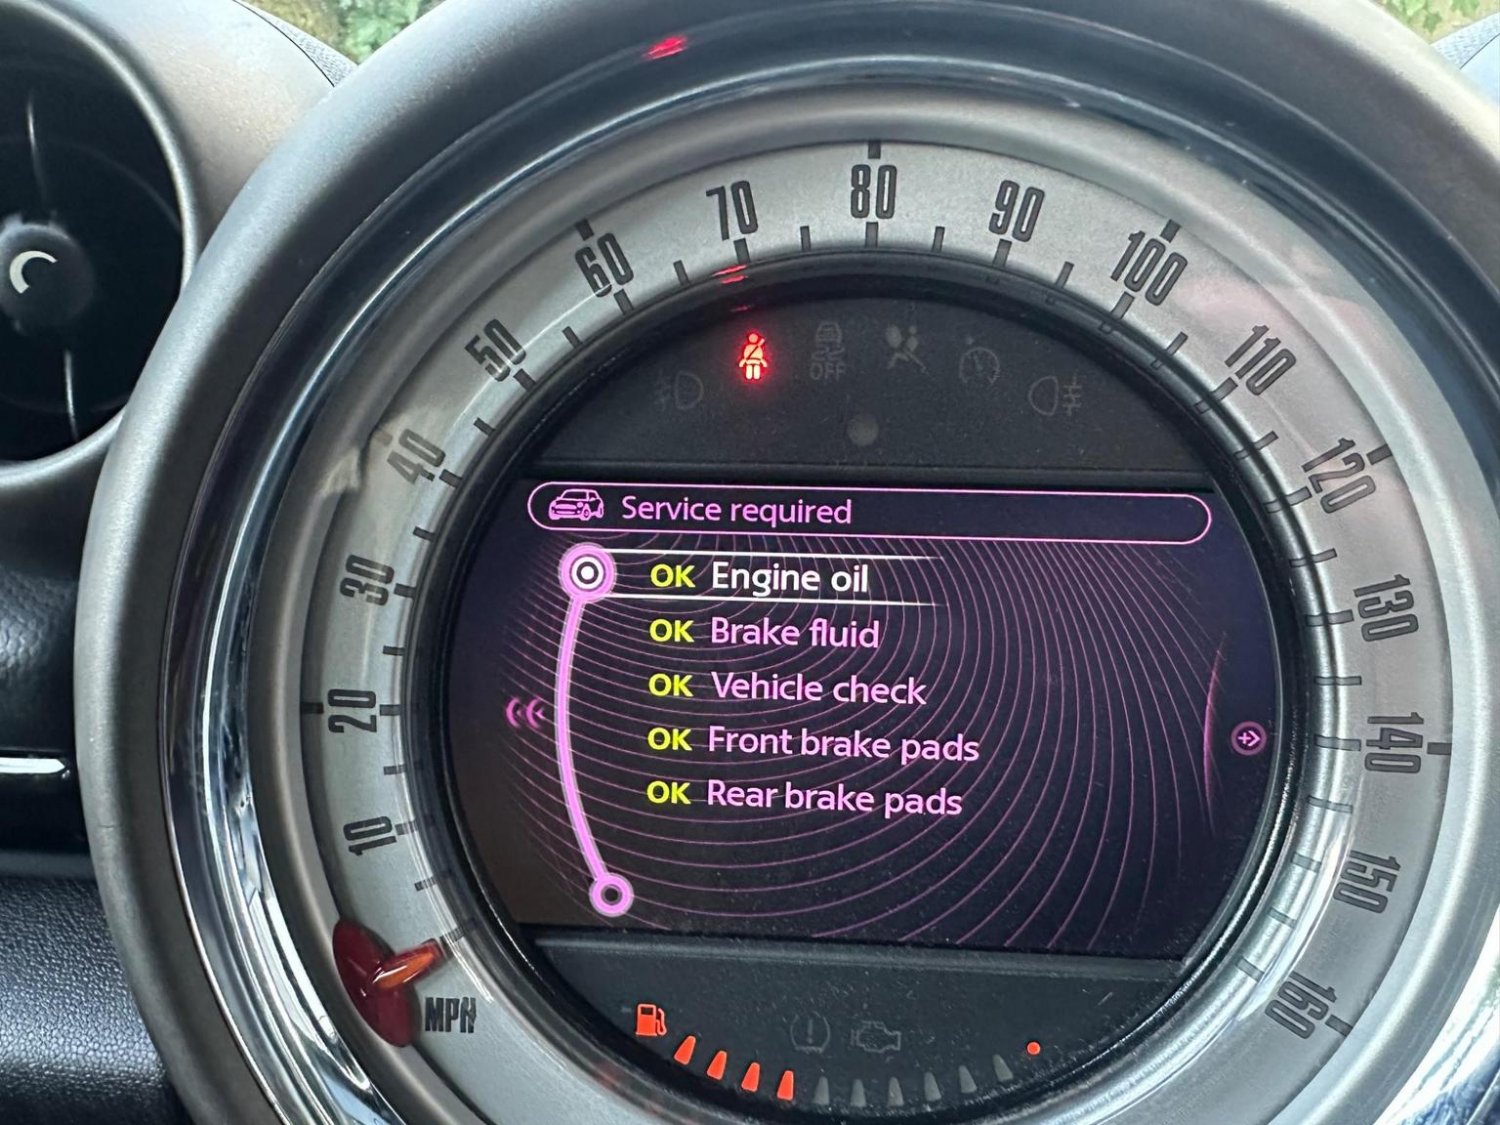 10
20
30
40
50
60
70
80
90
100
110
120
130
140
150
160
MPH
OFF
Service required
OK Engine oil
OK Brake fluid
OK Vehicle check
OK Front brake pads
OK Rear brake pads